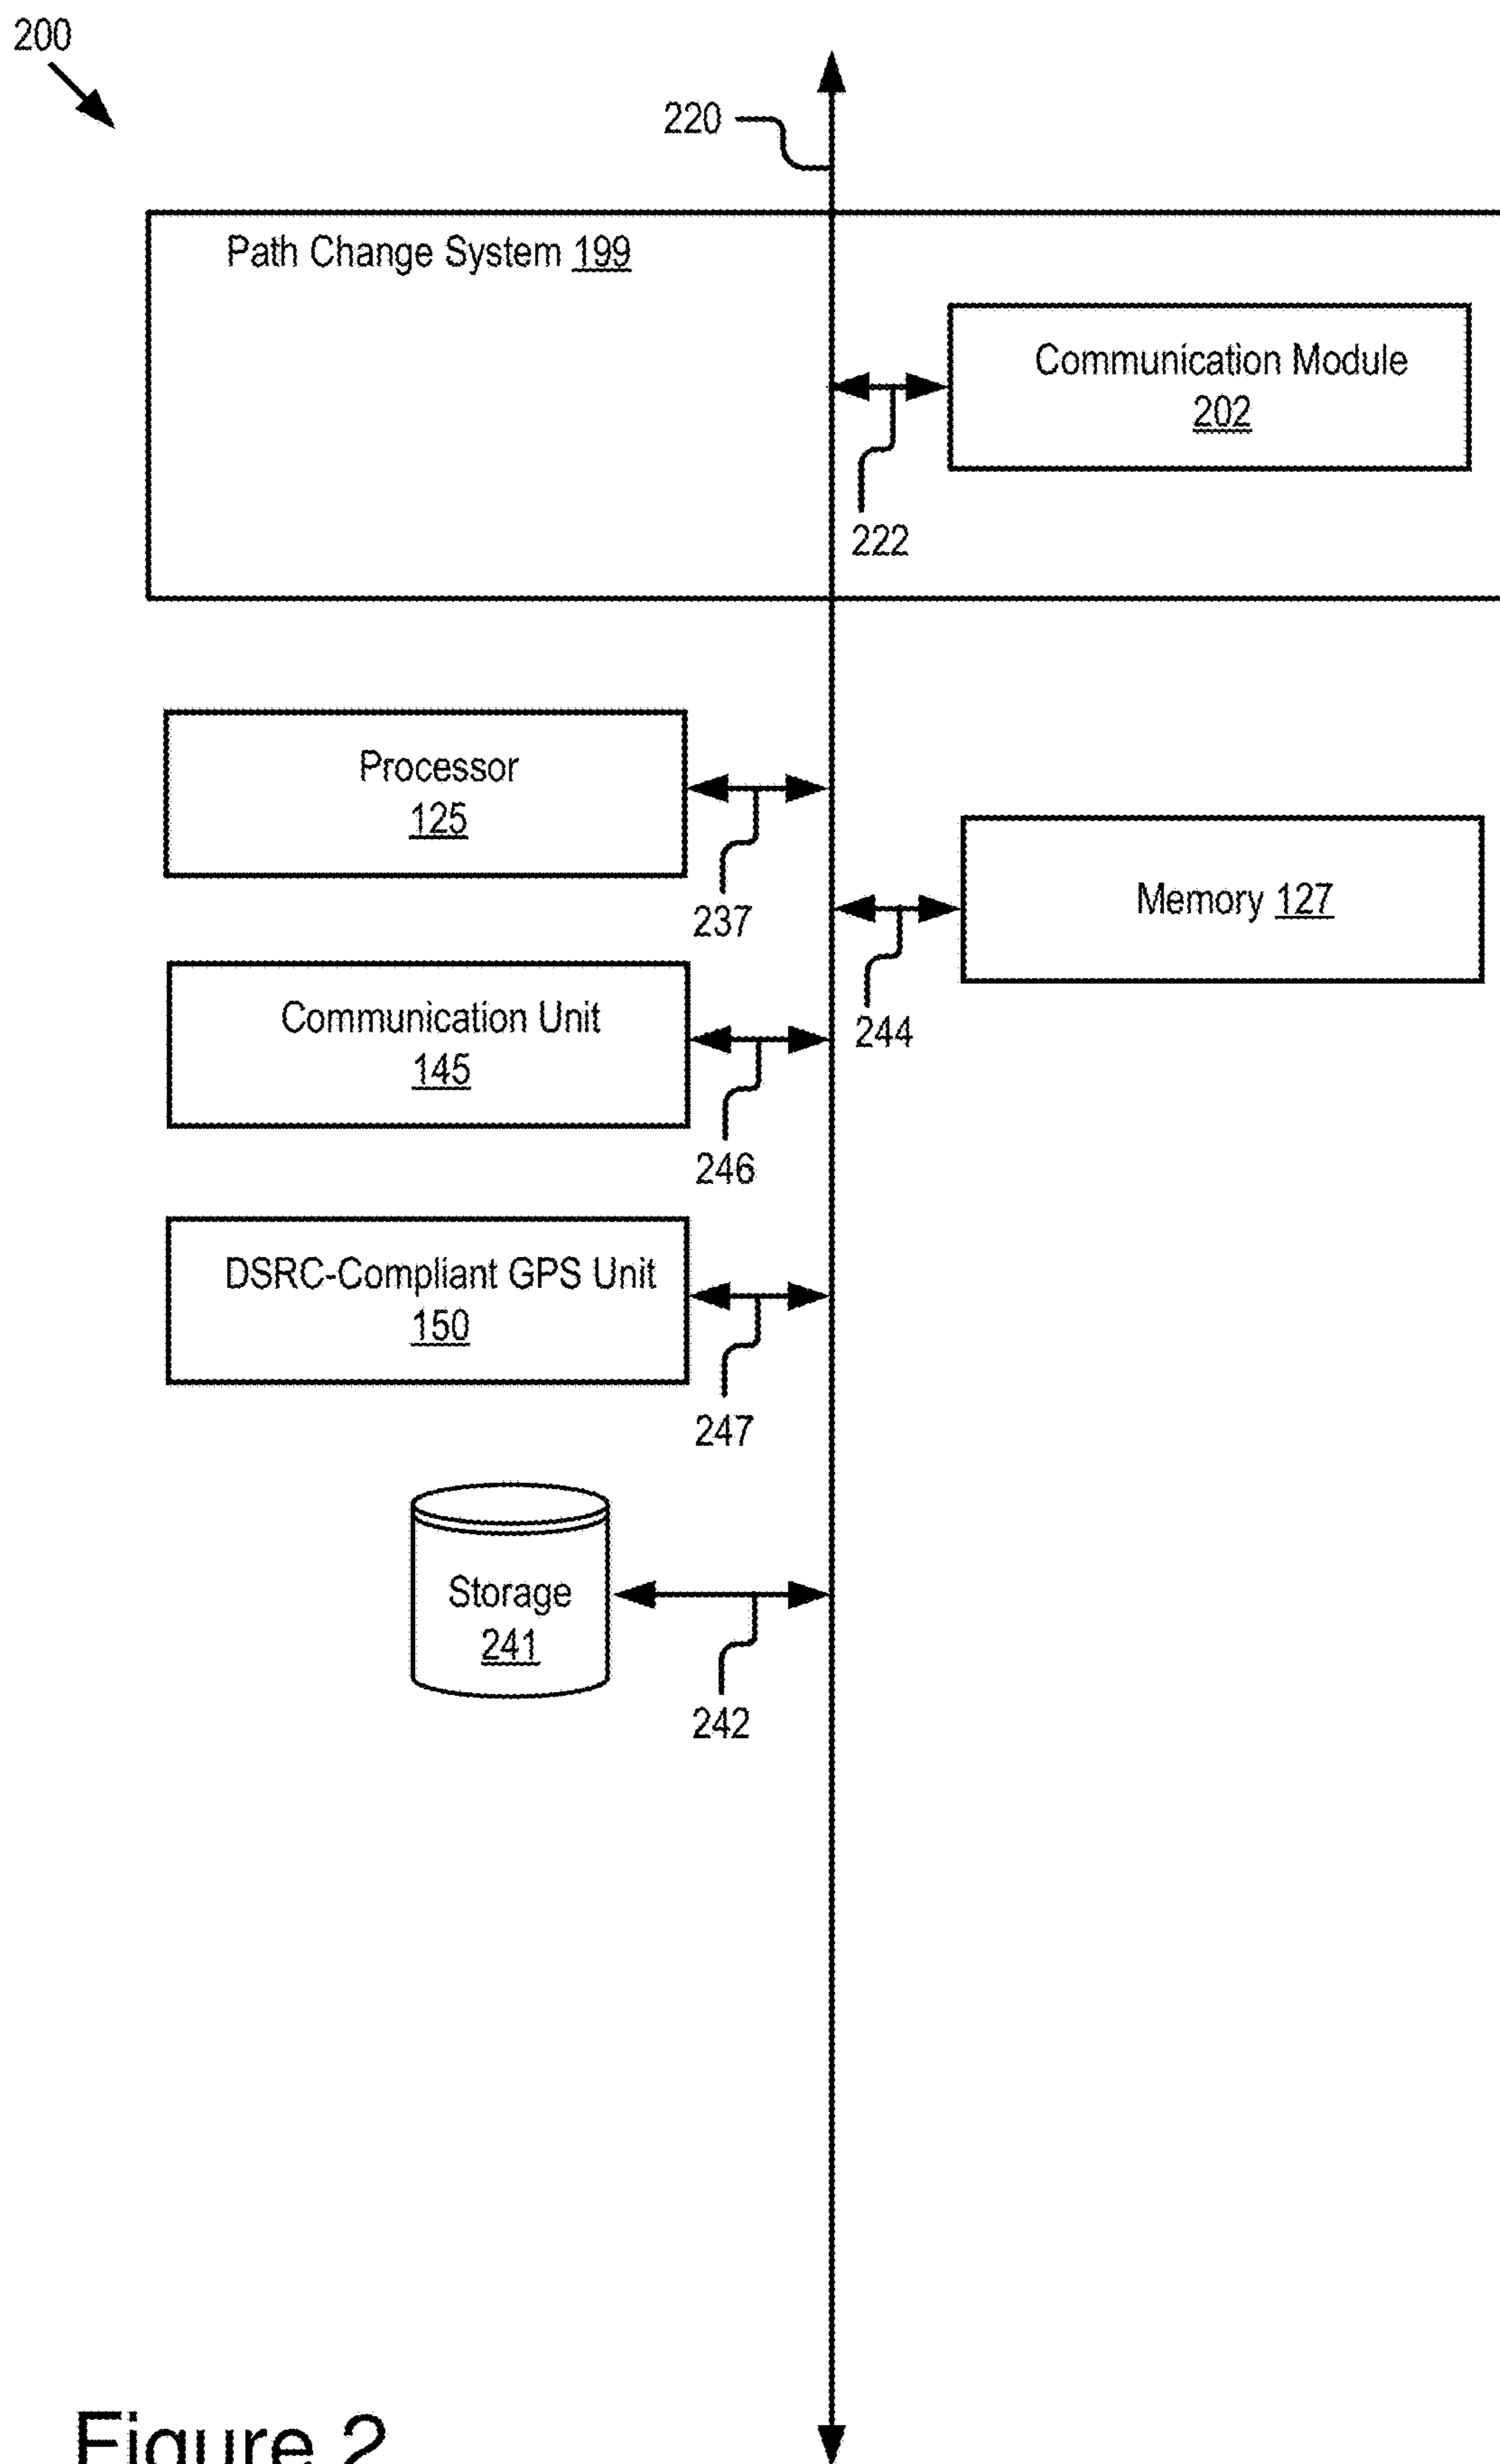 200
220
Path Change System 199
Communication Module
202
222
Processor
125
237
Memory 127
244
Communication Unit
145
246
DSRC-Compliant GPS Unit
150
247
Storage
241
242
Figure 2